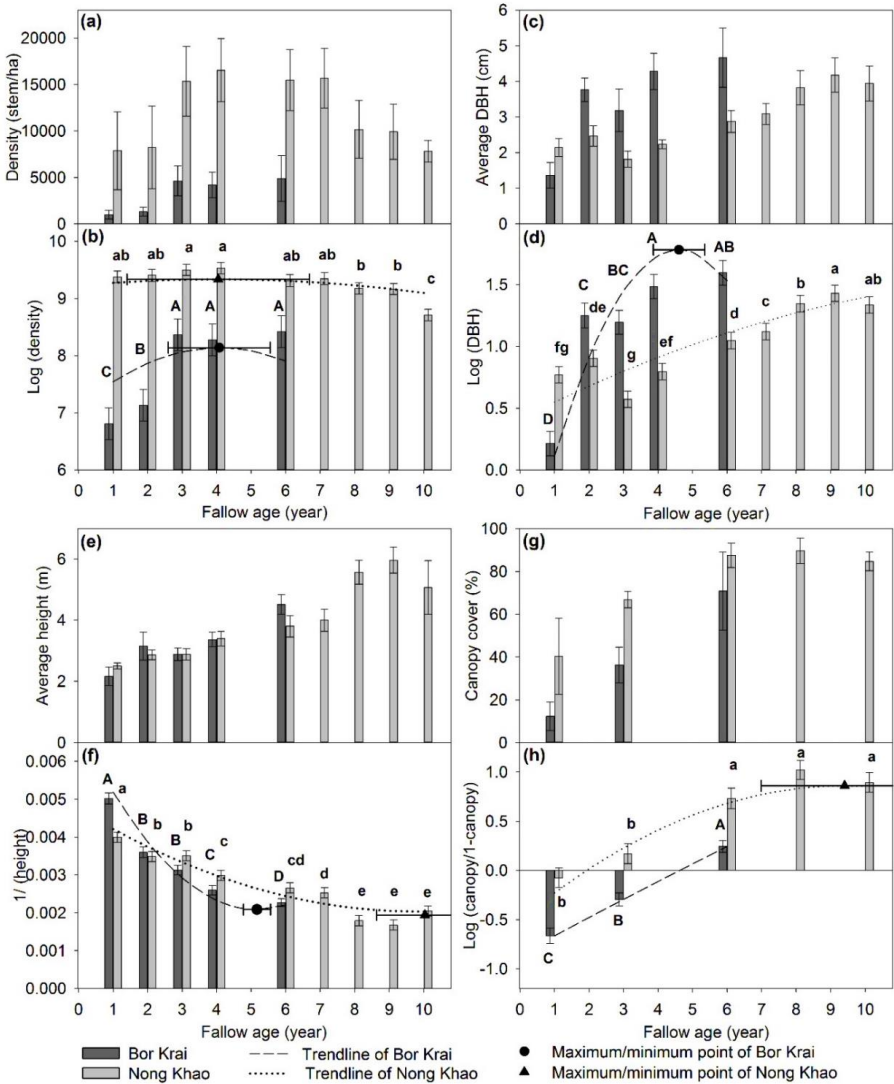 (a)
Density (stem/ha)
20000
15000
10000
5000
0
(c)
Average DBH (cm)
6
5
4
3
2
1
0
(b)
Log (density)
10
9
8
7
6
ab ab a a ab ab b b c
C B A A A
0 1 2 3 4 5 6 7 8 9 10
Fallow age (year)
(d)
Log (DBH)
1.5
1.0
0.5
0.0
D C BC A AB
fg de g ef d c b a ab
0 1 2 3 4 5 6 7 8 9 10
Fallow age (year)
(e)
Average height (m)
6
4
2
0
(g)
Canopy cover (%)
100
80
60
40
20
0
(f)
1/ (height)
0.006
0.005
0.004
0.003
0.002
0.001
0.000
A B B C D
a b b c cd d e e e
0 1 2 3 4 5 6 7 8 9 10
Fallow age (year)
(h)
Log (canopy/1-canopy)
1.0
0.5
0.0
-0.5
-1.0
b b a a a
C B A
0 1 2 3 4 5 6 7 8 9 10
Fallow age (year)
Bor Krai
Trendline of Bor Krai
Maximum/minimum point of Bor Krai
Nong Khao
Trendline of Nong Khao
Maximum/minimum point of Nong Khao